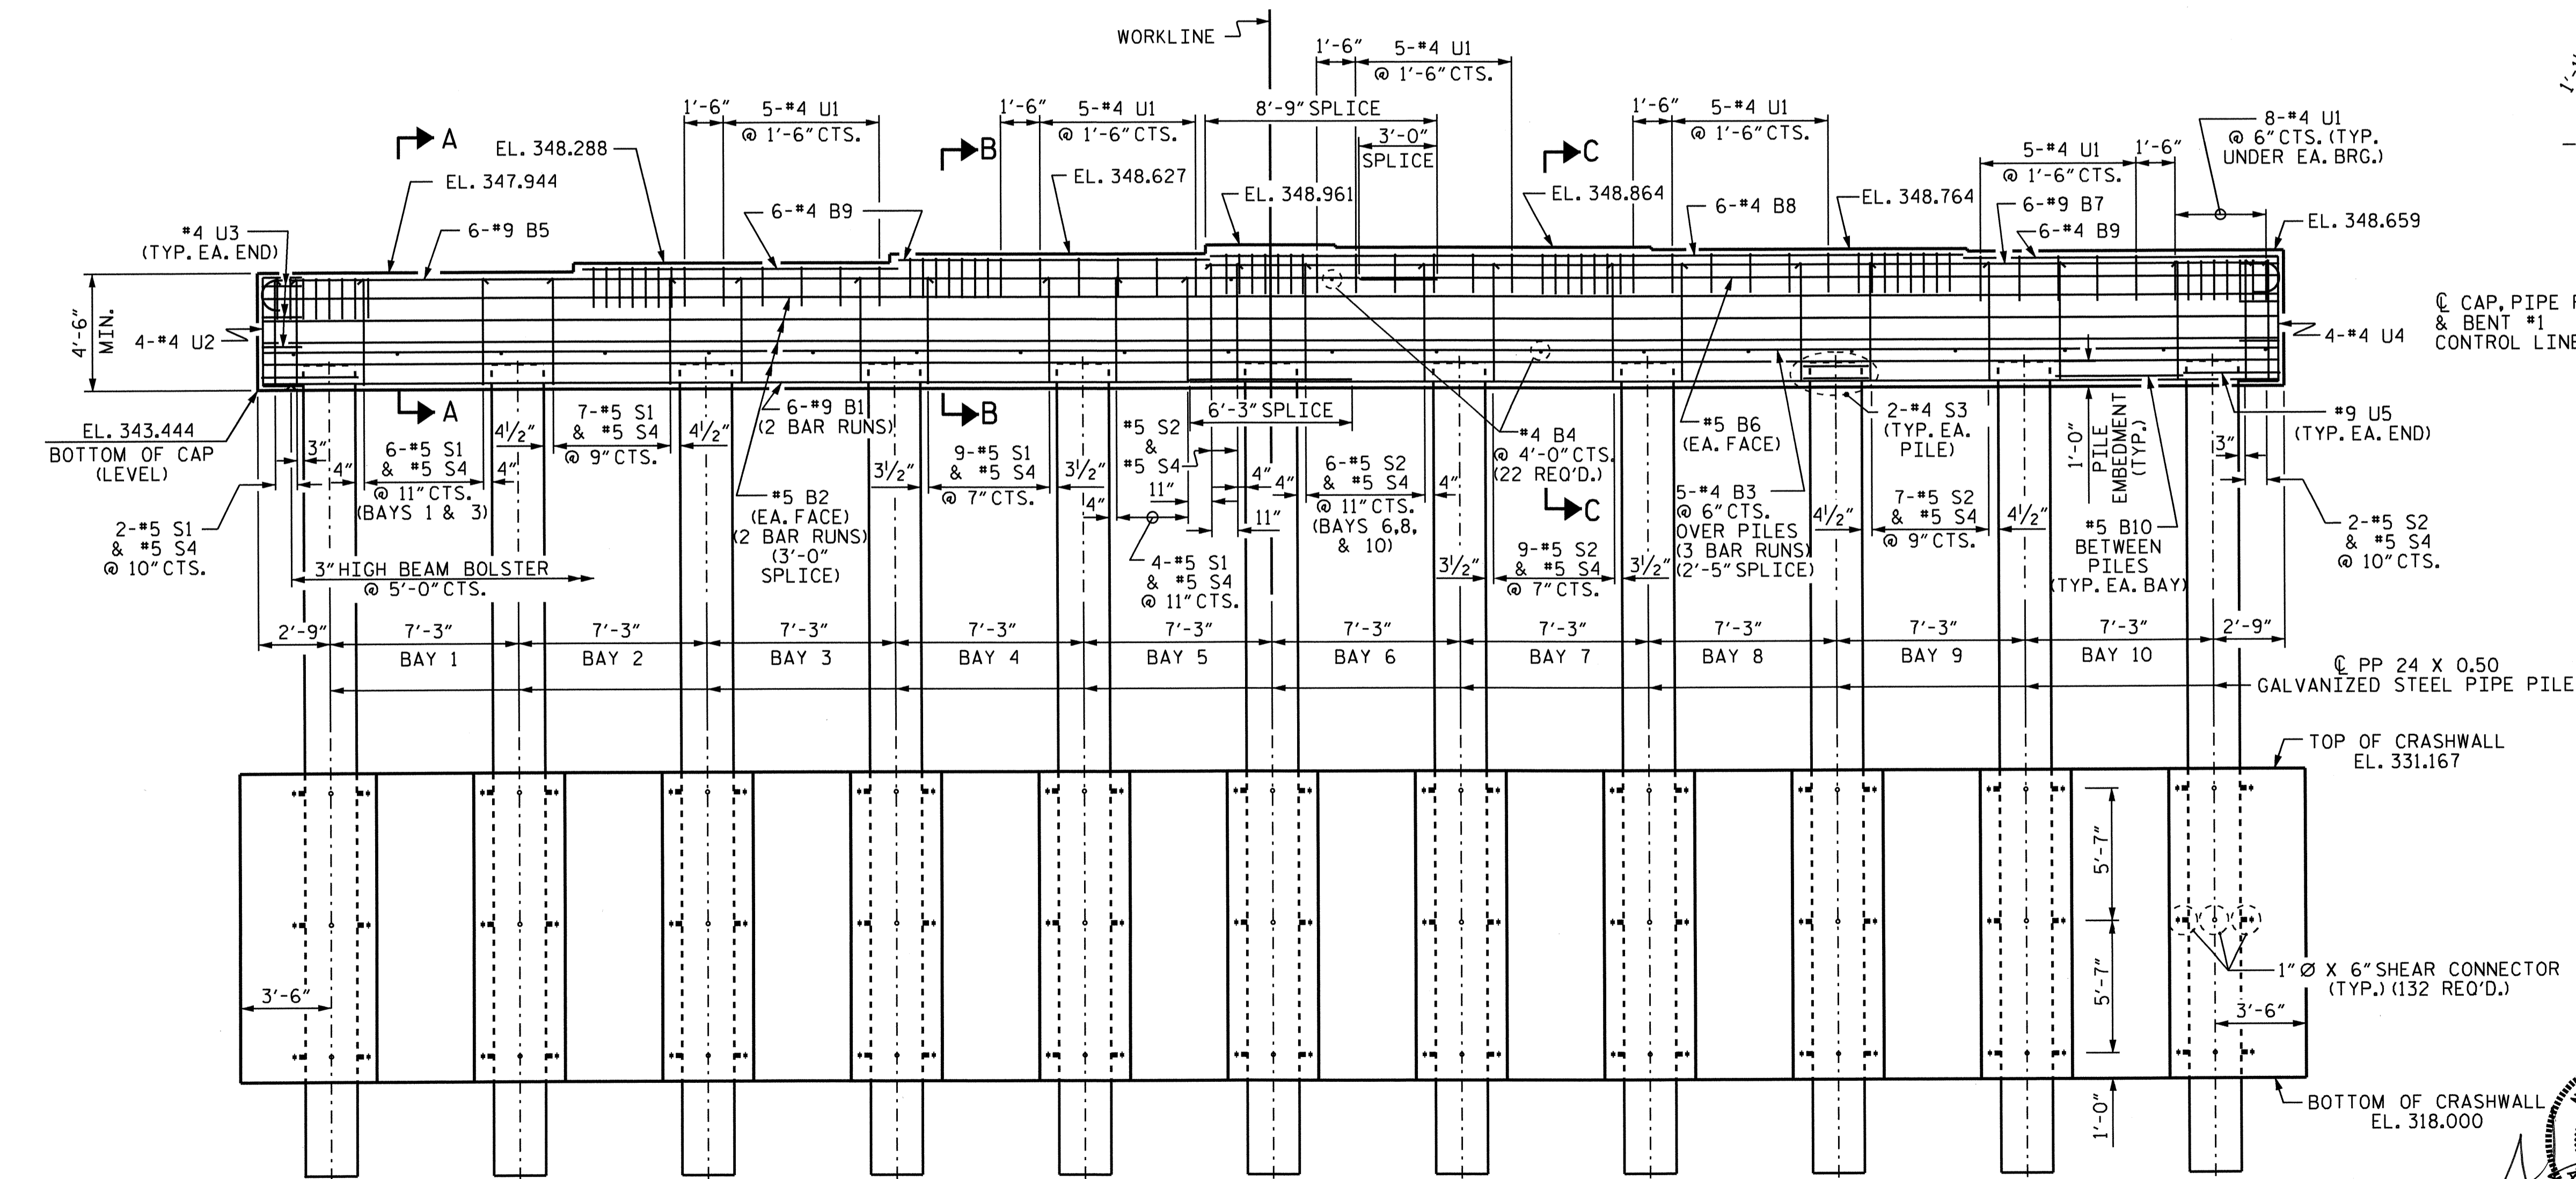 WORKLINE
1'-6"
5-#4 U1
@ 1'-6" CTS.
1'-6"
5-#4 U1
@ 1'-6" CTS.
1'-6"
5-#4 U1
@ 1'-6" CTS.
8'-9" SPLICE
3'-0"
SPLICE
1'-6"
5-#4 U1
@ 1'-6" CTS.
5-#4 U1
@ 1'-6" CTS.
1'-6"
8-#4 U1
@ 6" CTS. (TYP.
UNDER EA. BRG.)
A
B
C
EL. 347.944
EL. 348.288
EL. 348.627
EL. 348.961
EL. 348.864
EL. 348.764
EL. 348.659
#4 U3
(TYP. EA. END)
6-#9 B5
6-#4 B9
6-#4 B8
6-#9 B7
6-#4 B9
4'-6"
MIN.
4-#4 U2
4-#4 U4
℄ CAP, PIPE
& BENT #1
CONTROL LINE
EL. 343.444
BOTTOM OF CAP
(LEVEL)
A
B
C
3"
4"
6-#5 S1
& #5 S4
@ 11" CTS.
(BAYS 1 & 3)
4"
4½"
7-#5 S1
& #5 S4
@ 9" CTS.
4½"
6-#9 B1
(2 BAR RUNS)
#5 B2
(EA. FACE)
(2 BAR RUNS)
(3'-0"
SPLICE)
3½"
9-#5 S1
& #5 S4
@ 7" CTS.
3½"
4"
#5 S2
&
#5 S4
11"
6'-3" SPLICE
4"
11"
4"
4-#5 S1
& #5 S4
@ 11" CTS.
6-#5 S2
& #5 S4
@ 11" CTS.
(BAYS 6,8,
& 10)
4"
#4 B4
@ 4'-0" CTS.
(22 REQ'D.)
3½"
9-#5 S2
& #5 S4
@ 7" CTS.
3½"
#5 B6
(EA. FACE)
5-#4 B3
@ 6" CTS.
OVER PILES
(3 BAR RUNS)
(2'-5" SPLICE)
2-#4 S3
(TYP. EA.
PILE)
4½"
7-#5 S2
& #5 S4
@ 9" CTS.
4½"
1'-0"
PILE
EMBEDMENT
(TYP.)
#5 B10
BETWEEN
PILES
(TYP. EA. BAY)
3"
#9 U5
(TYP. EA. END)
2-#5 S2
& #5 S4
@ 10" CTS.
2-#5 S1
& #5 S4
@ 10" CTS.
3" HIGH BEAM BOLSTER
@ 5'-0" CTS.
2'-9"
7'-3"
7'-3"
7'-3"
7'-3"
7'-3"
7'-3"
7'-3"
7'-3"
7'-3"
7'-3"
2'-9"
BAY 1
BAY 2
BAY 3
BAY 4
BAY 5
BAY 6
BAY 7
BAY 8
BAY 9
BAY 10
℄ PP 24 X 0.50
GALVANIZED STEEL PIPE PILE
TOP OF CRASHWALL
EL. 331.167
5'-7"
5'-7"
1" Ø X 6" SHEAR CONNECTOR
(TYP.) (132 REQ'D.)
3'-6"
3'-6"
1'-0"
BOTTOM OF CRASHWALL
EL. 318.000